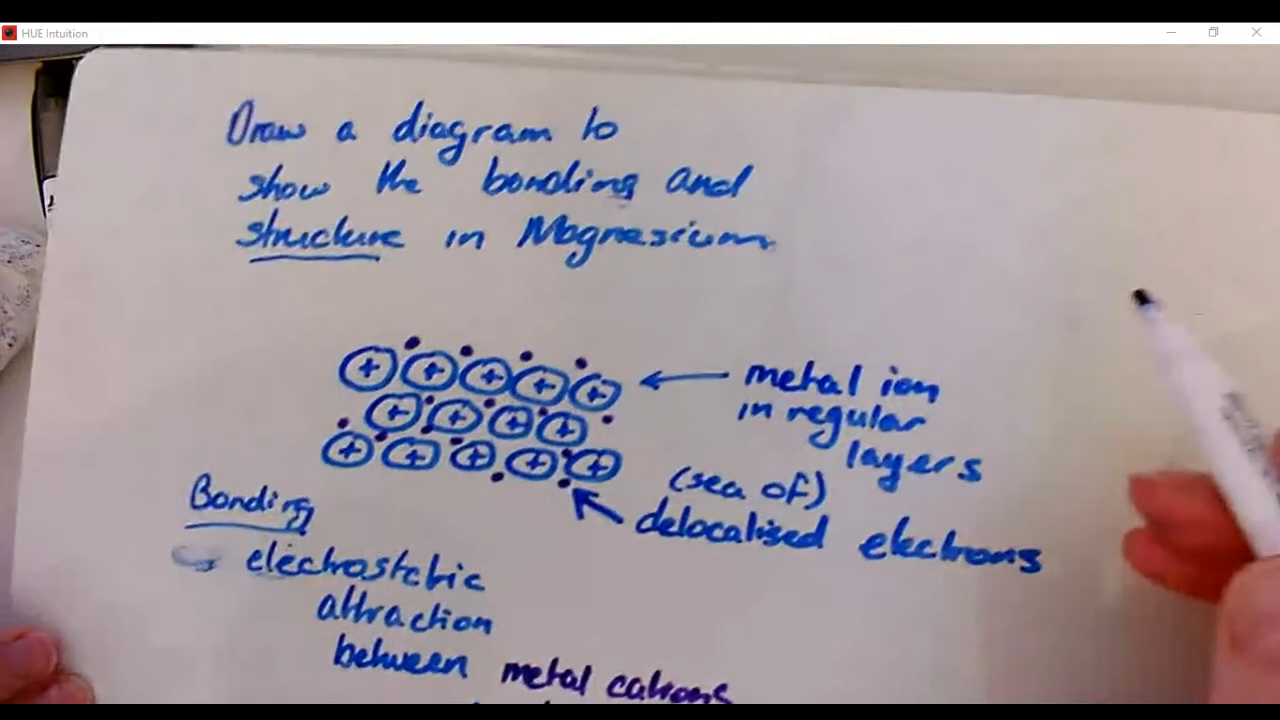 HUE Intuition
Draw a diagram to
show the bonding and
structure in Magnesium
+ + + + +
metal ion
in regular
layers
+ + + +
+ + + + +
(sea of)
delocalised electrons
Bonding
electrostatic
attraction
between metal cations